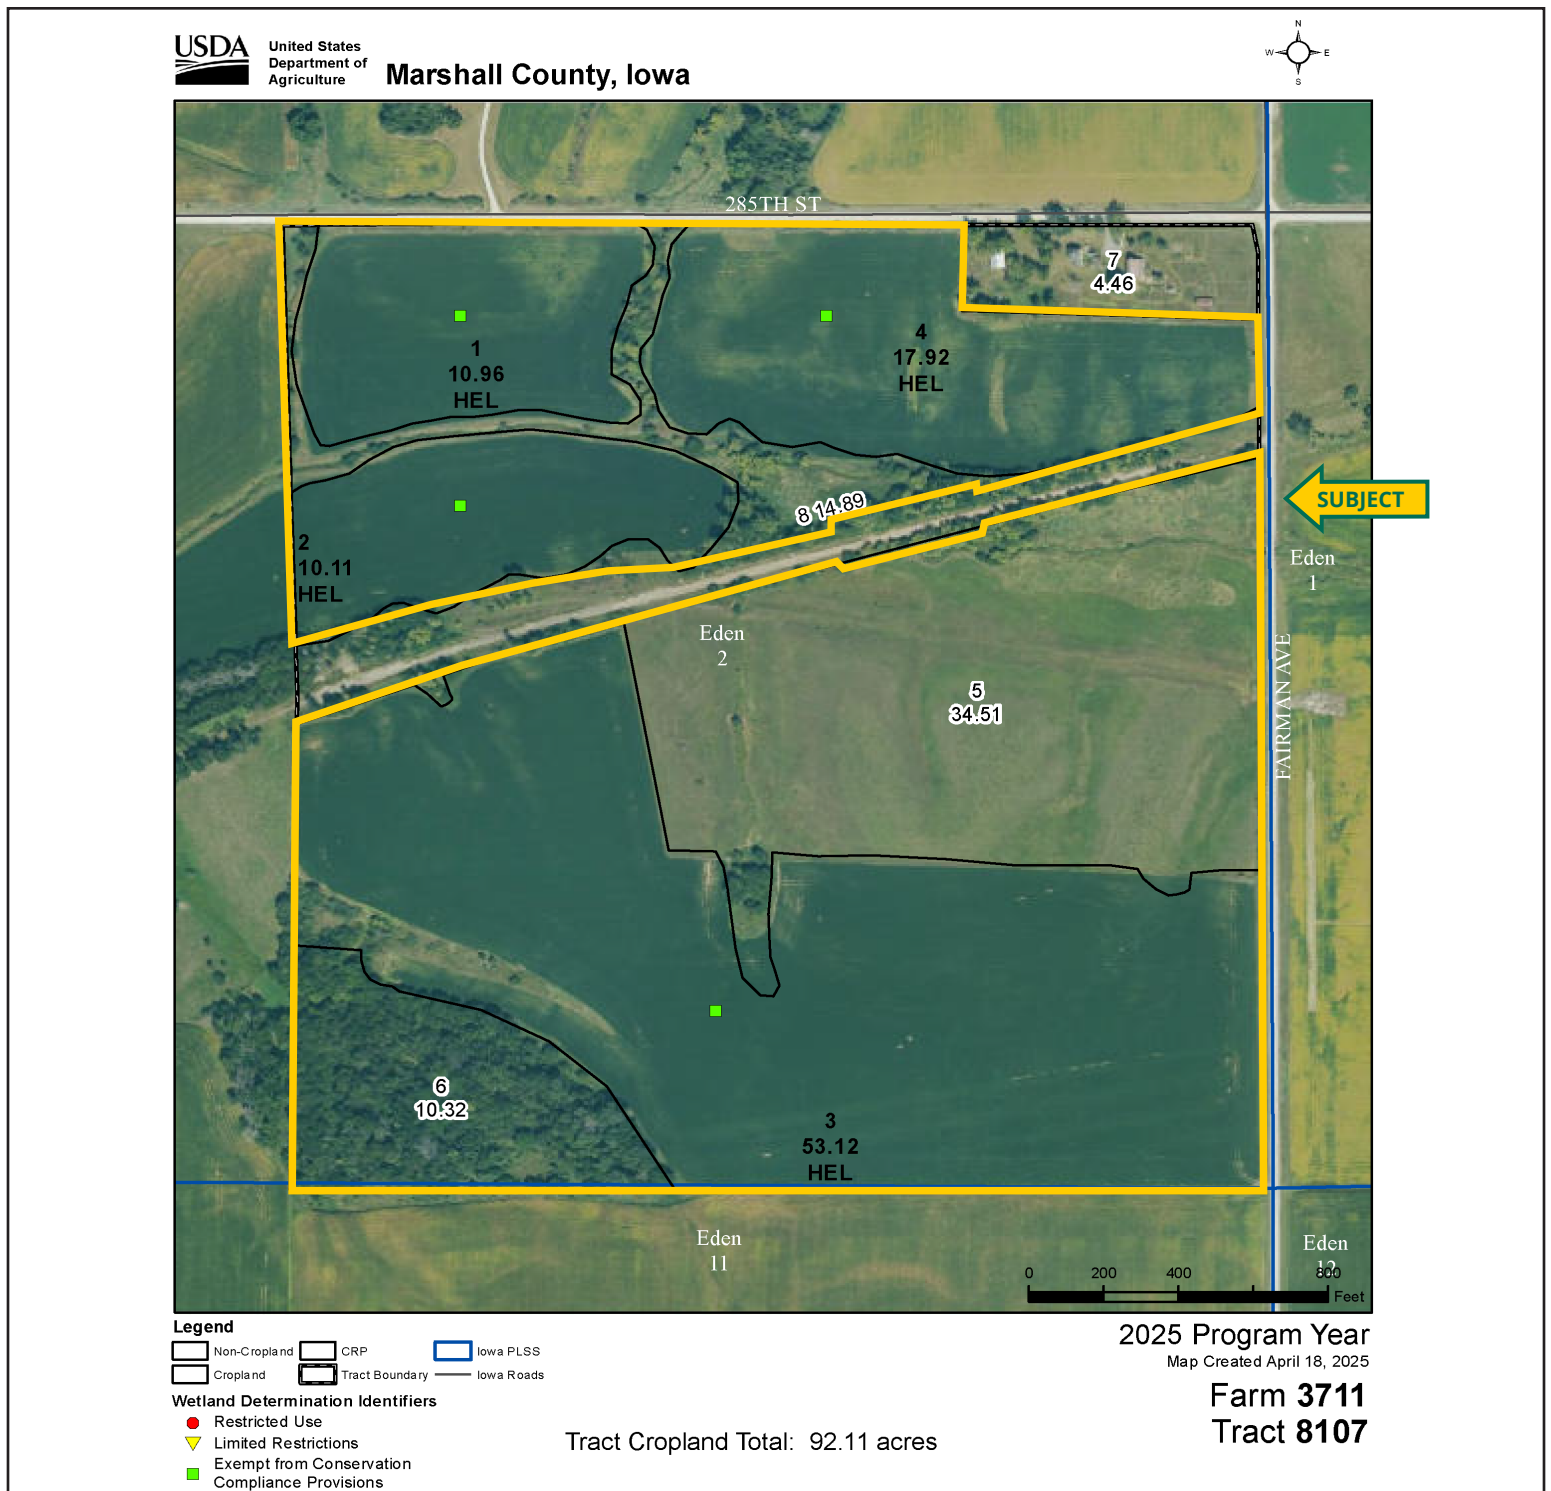 USDA
United States
Department of
Agriculture
Marshall County, Iowa
N
W E
S
285TH ST
7
4.46
1
10.96
HEL
4
17.92
HEL
8 14.89
2
10.11
HEL
SUBJECT
Eden
1
Eden
2
FAIRMAN AVE
5
34.51
6
10.32
3
53.12
HEL
Eden
11
Eden
12
0 200 400 800
Feet
Legend
Non-Cropland CRP Iowa PLSS
Cropland Tract Boundary Iowa Roads
Wetland Determination Identifiers
Restricted Use
Limited Restrictions
Exempt from Conservation
Compliance Provisions
Tract Cropland Total: 92.11 acres
2025 Program Year
Map Created April 18, 2025
Farm 3711
Tract 8107